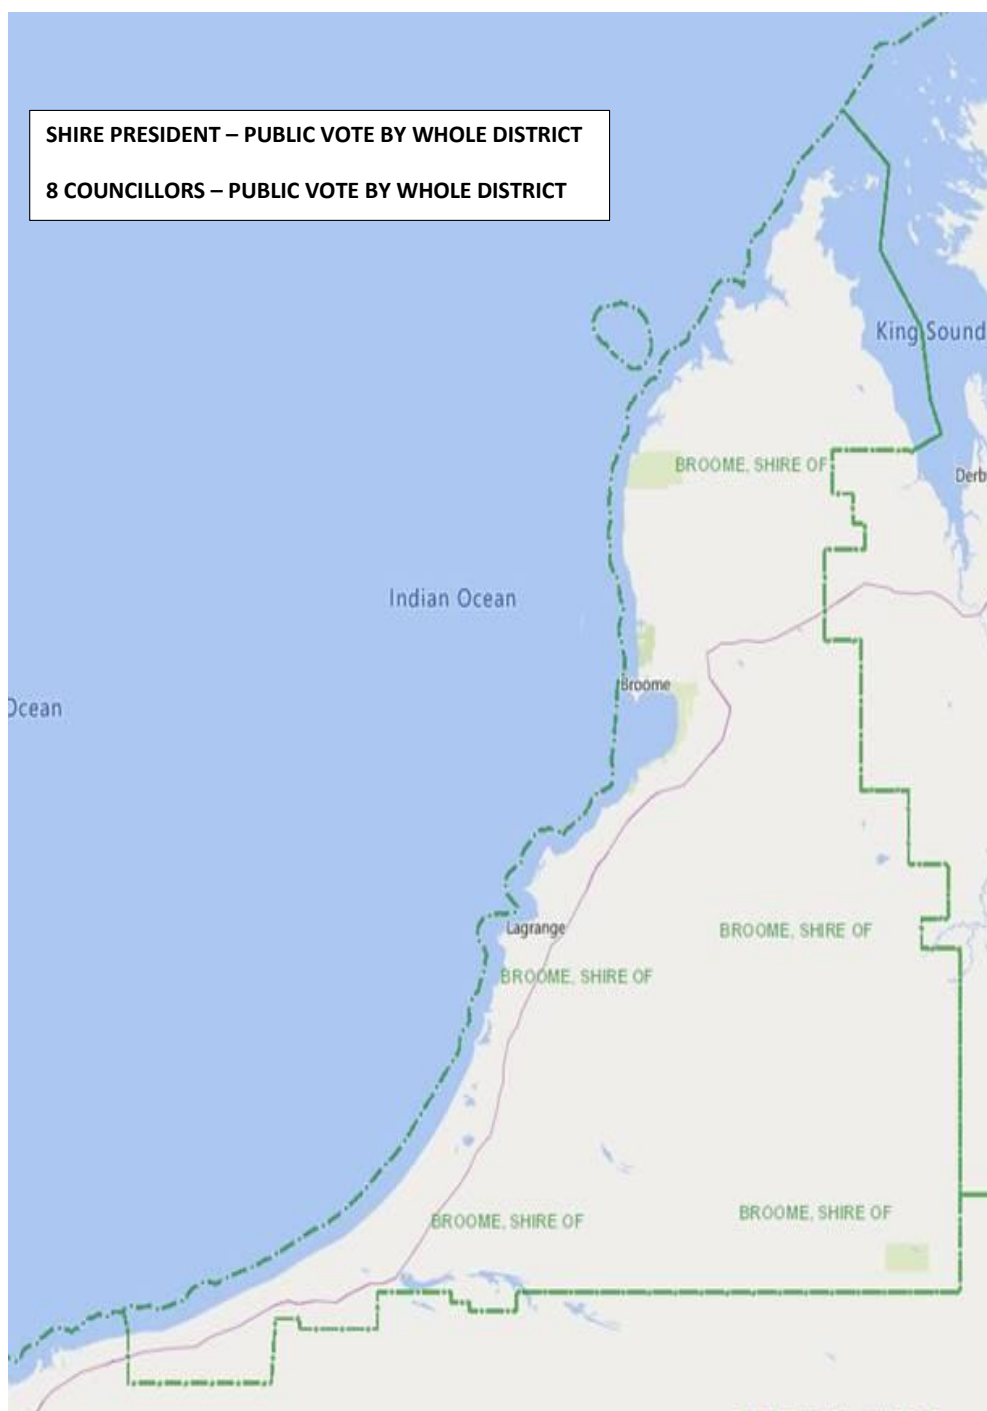 SHIRE PRESIDENT – PUBLIC VOTE BY WHOLE DISTRICT
8 COUNCILLORS – PUBLIC VOTE BY WHOLE DISTRICT
King Sound
BROOME, SHIRE OF
Derb
Indian Ocean
Broome
Ocean
Lagrange
BROOME, SHIRE OF
BROOME, SHIRE OF
BROOME, SHIRE OF
BROOME, SHIRE OF